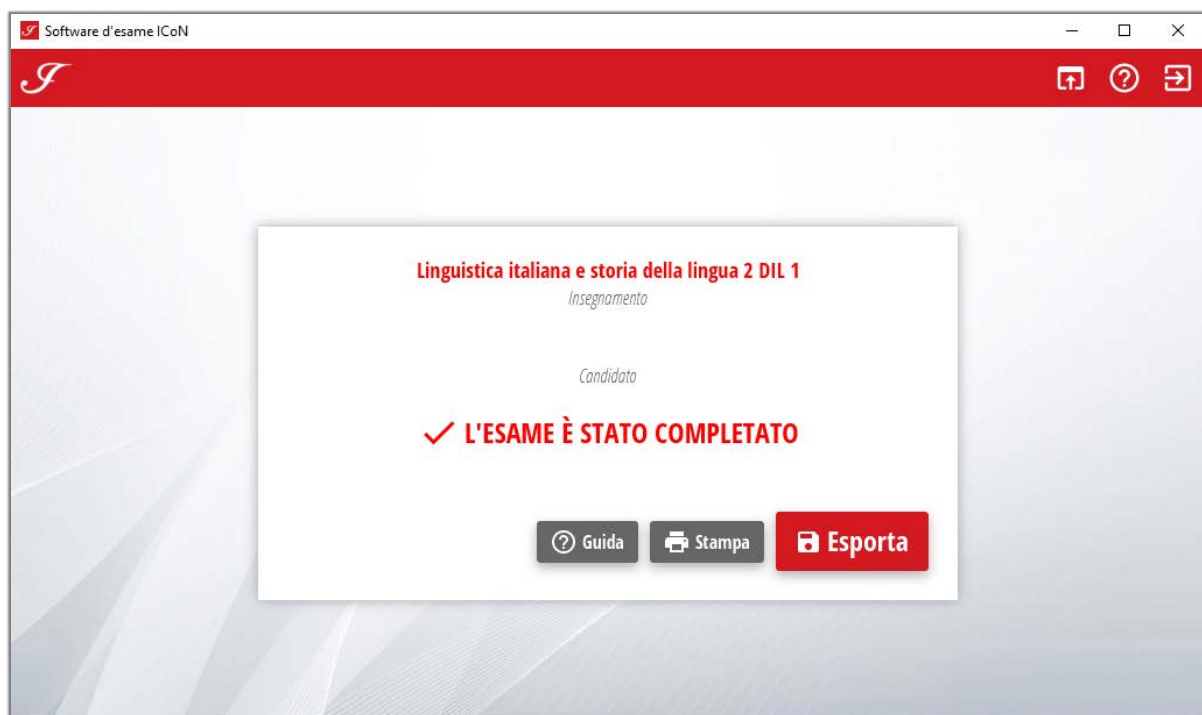 Software d'esame ICoN
Linguistica italiana e storia della lingua 2 DIL 1
Insegnamento
Candidato
L'ESAME È STATO COMPLETATO
Guida Stampa Esporta